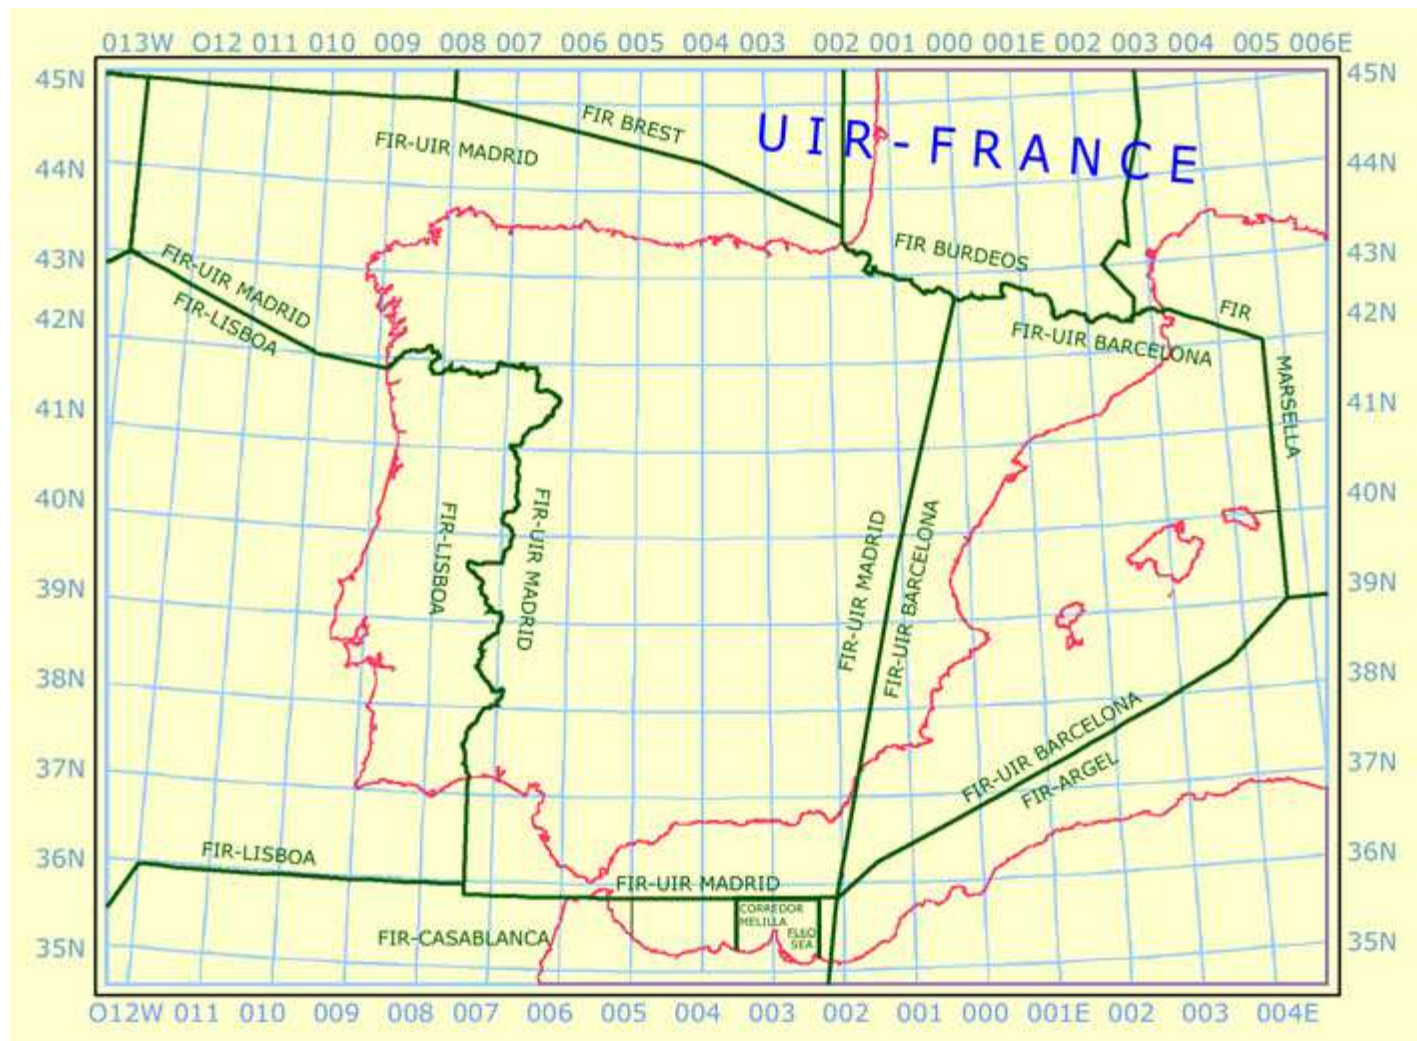 013W O12 011 010 009 008 007 006 005 004 003 002 001 000 001E 002 003 004 005 006E
45N
45N
FIR BREST
UIR-FRANCE
FIR-UIR MADRID
44N
44N
FIR BURDEOS
43N
43N
FIR-UIR MADRID
FIR-LISBOA
FIR
42N
42N
FIR-UIR BARCELONA
MARSELLA
41N
41N
40N
40N
FIR-LISBOA
FIR-UIR MADRID
FIR-UIR MADRID
FIR-UIR BARCELONA
39N
39N
38N
38N
FIR-UIR BARCELONA
FIR-ARGEL
37N
37N
36N
36N
FIR-LISBOA
FIR-UIR MADRID
CORREDOR
MELILLA
FIR-CASABLANCA
SEA
35N
35N
O12W 011 010 009 008 007 006 005 004 003 002 001 000 001E 002 003 004E